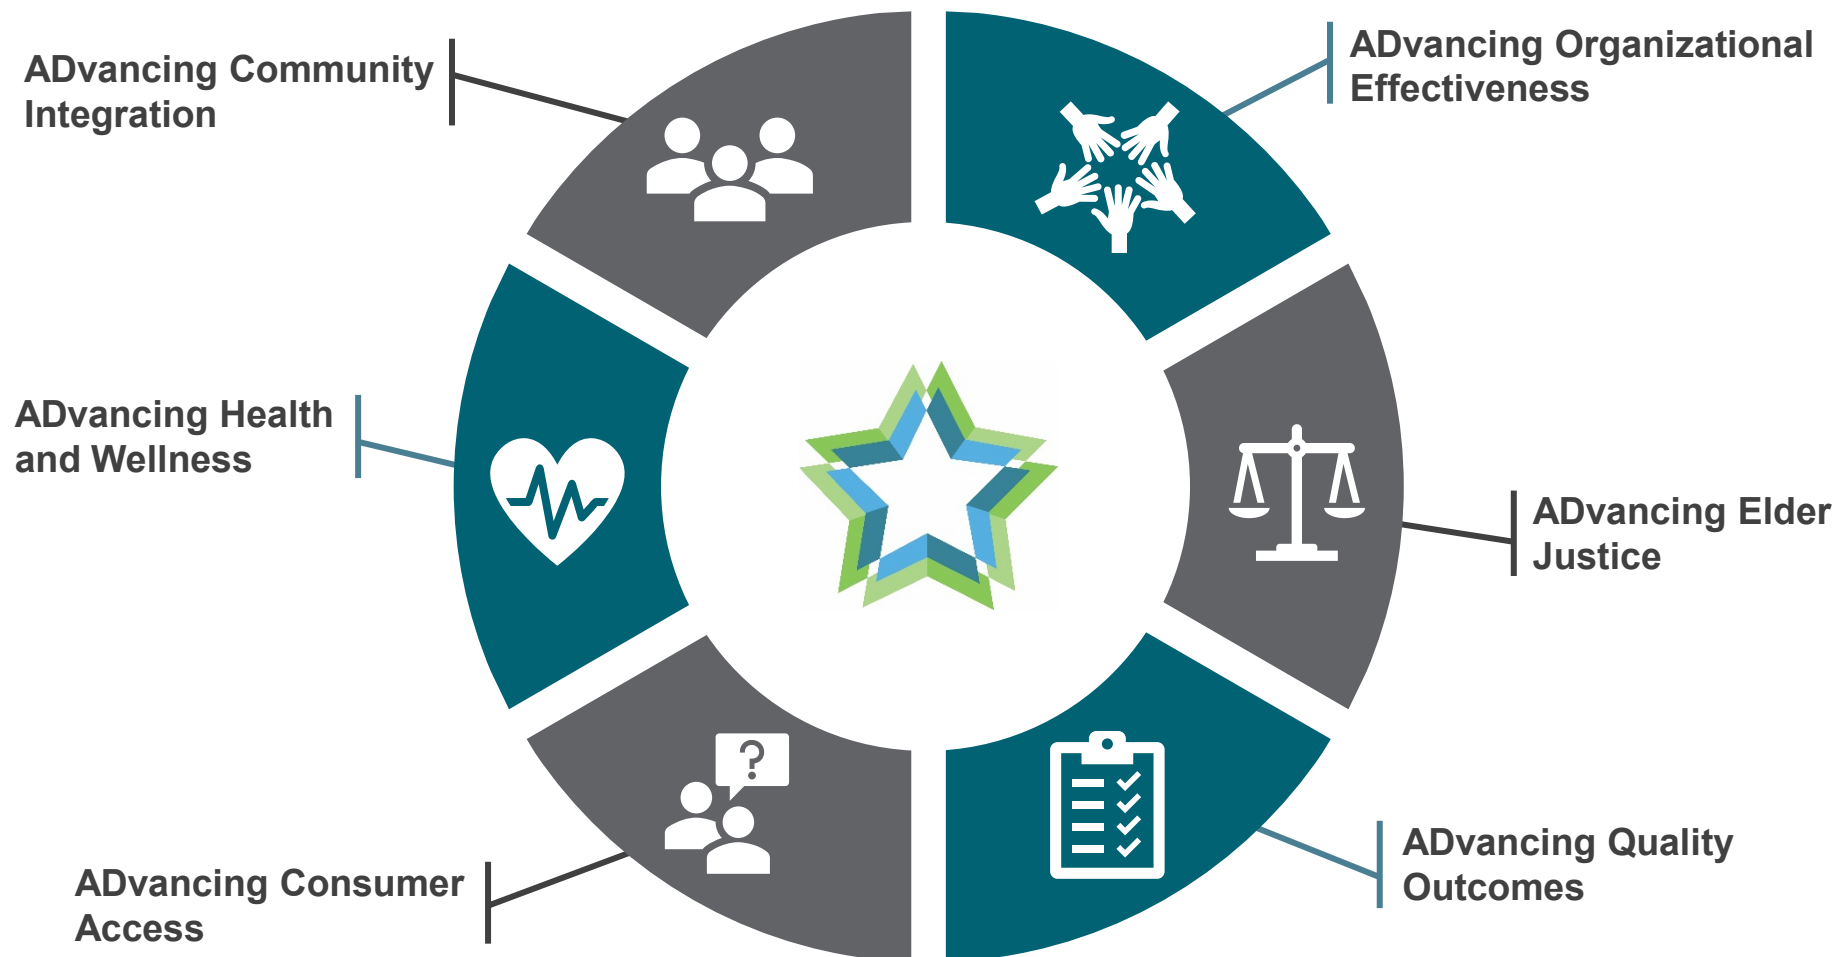 ADvancing Community
Integration
ADvancing Organizational
Effectiveness
ADvancing Health
and Wellness
ADvancing Elder
Justice
?
ADvancing Consumer
Access
ADvancing Quality
Outcomes